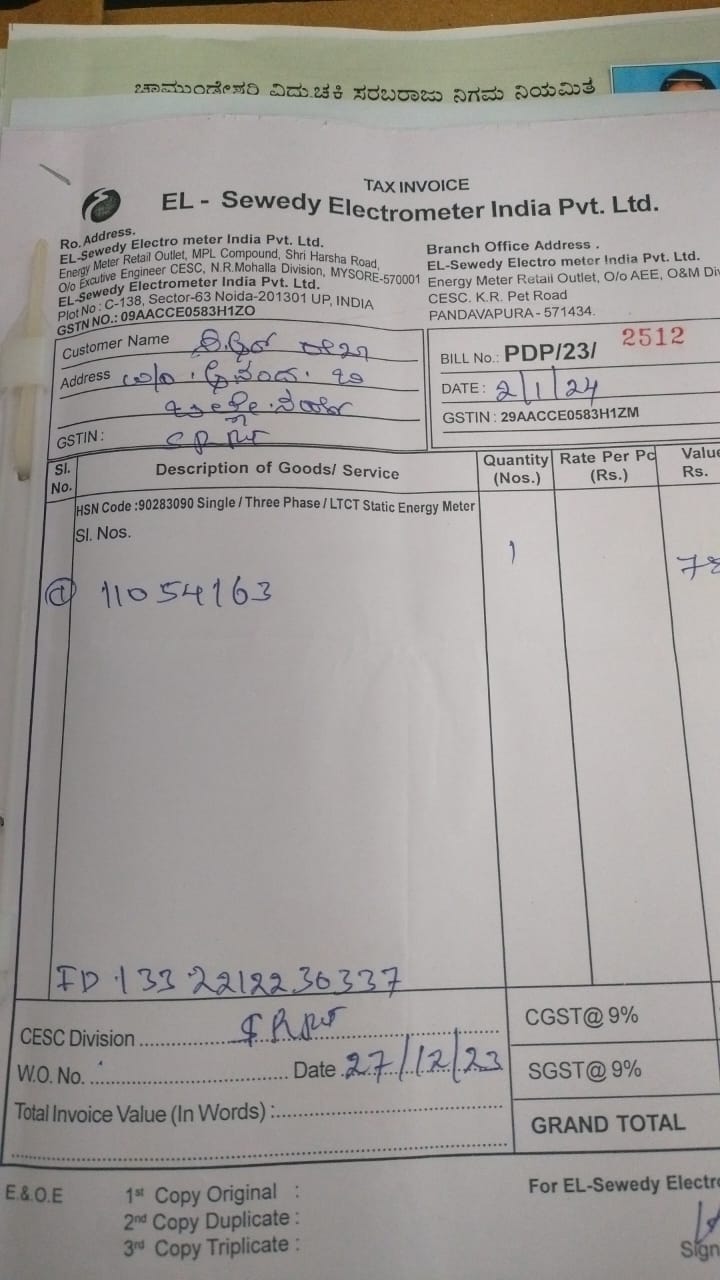 ಚಾಮುಂಡೇಶ್ವರಿ ವಿದ್ಯುಚ್ಛಕ್ತಿ ಸರಬರಾಜು ನಿಗಮ ನಿಯಮಿತ
TAX INVOICE
EL - Sewedy Electrometer India Pvt. Ltd.
Ro. Address.
EL-Sewedy Electro meter India Pvt. Ltd.
Energy Meter Retail Outlet, MPL Compound, Shri Harsha Road,
O/o Excutive Engineer CESC, N.R.Mohalla Division, MYSORE-570001
EL-Sewedy Electrometer India Pvt. Ltd.
Plot No : C-138, Sector-63 Noida-201301 UP, INDIA
GSTN NO.: 09AACCE0583H1ZO
Branch Office Address .
EL-Sewedy Electro meter India Pvt. Ltd.
Energy Meter Retail Outlet, O/o AEE, O&M Div
CESC. K.R. Pet Road
PANDAVAPURA - 571434.
Customer Name
Address
GSTIN :
BILL No.: PDP/23/ 2512
DATE : 2/1/24
GSTIN : 29AACCE0583H1ZM
Sl. No. Description of Goods/ Service Quantity (Nos.) Rate Per Pc (Rs.) Value Rs.
HSN Code :90283090 Single / Three Phase / LTCT Static Energy Meter
Sl. Nos.
1
① 11054163
ID 13322122 30337
CESC Division
W.O. No. Date 27/12/23
Total Invoice Value (In Words) :
CGST@ 9%
SGST@ 9%
GRAND TOTAL
E.& O.E
1st Copy Original :
2nd Copy Duplicate :
3rd Copy Triplicate :
For EL-Sewedy Electro
Sign